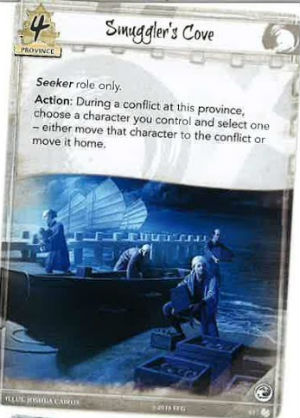 4
PROVINCE
Smuggler's Cove
Seeker role only.
Action: During a conflict at this province,
choose a character you control and select one
– either move that character to the conflict or
move it home.